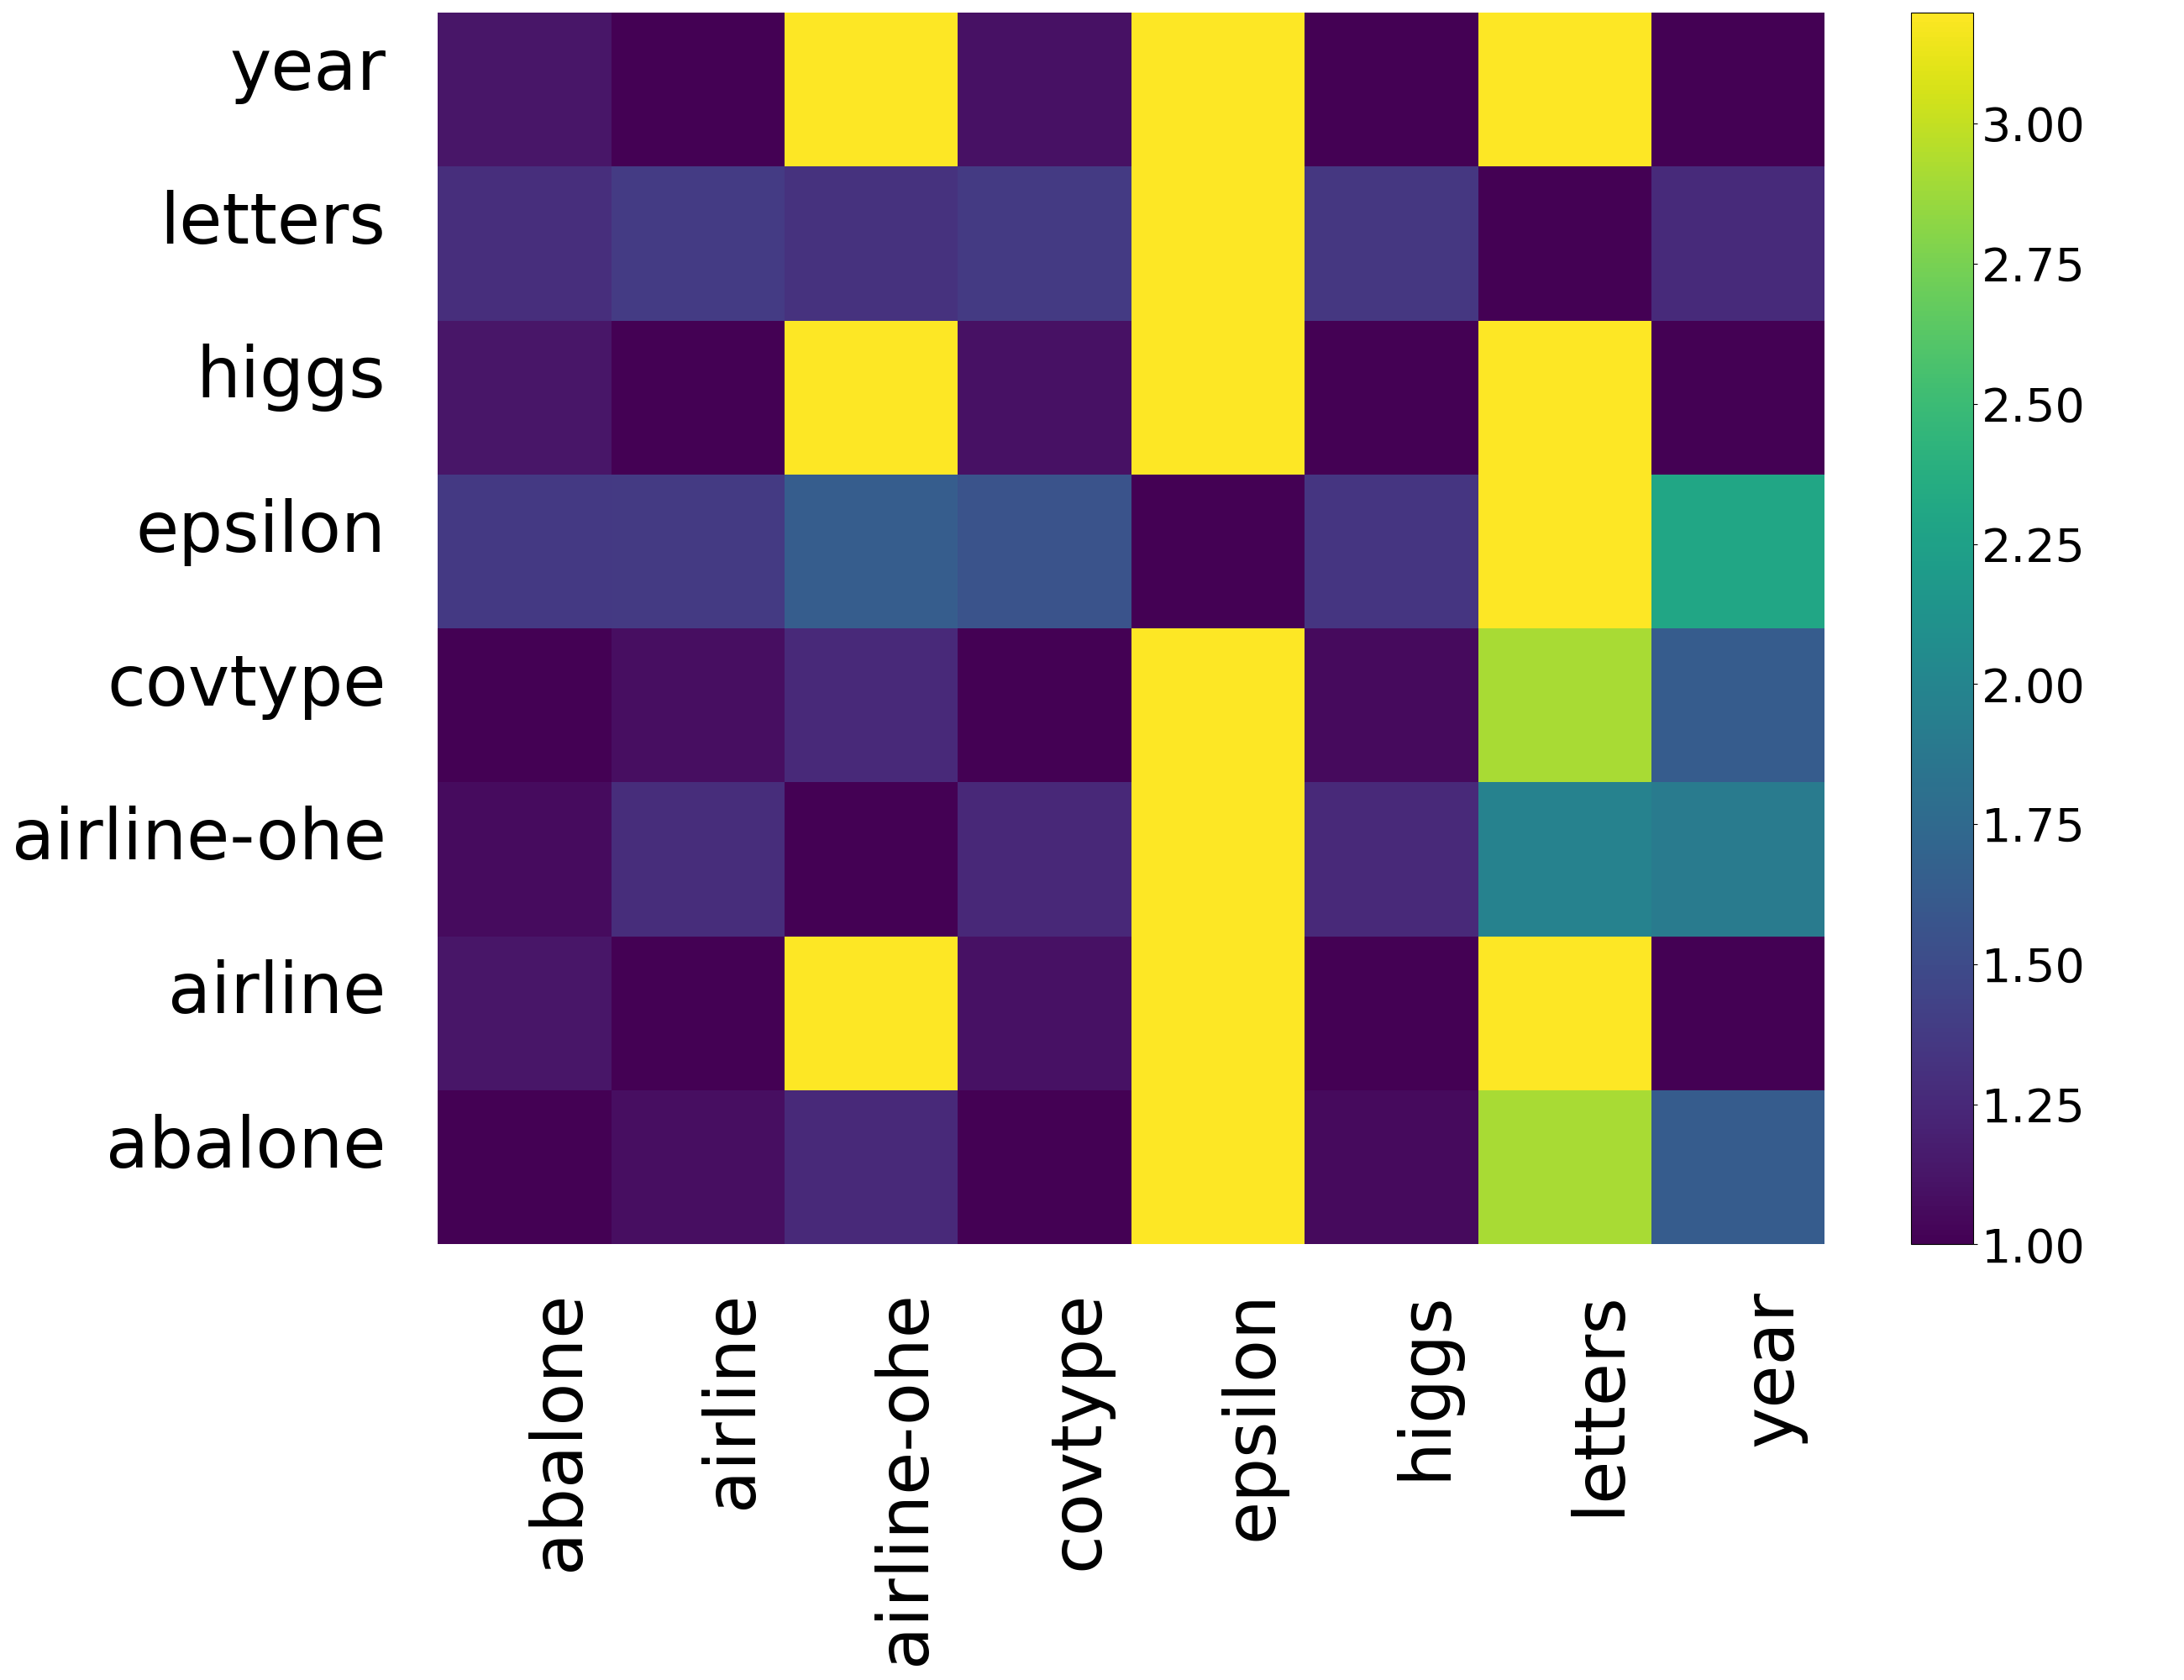 year
letters
higgs
epsilon
covtype
airline-ohe
airline
abalone
abalone
airline
airline-ohe
covtype
epsilon
higgs
letters
year
3.00
2.75
2.50
2.25
2.00
1.75
1.50
1.25
1.00